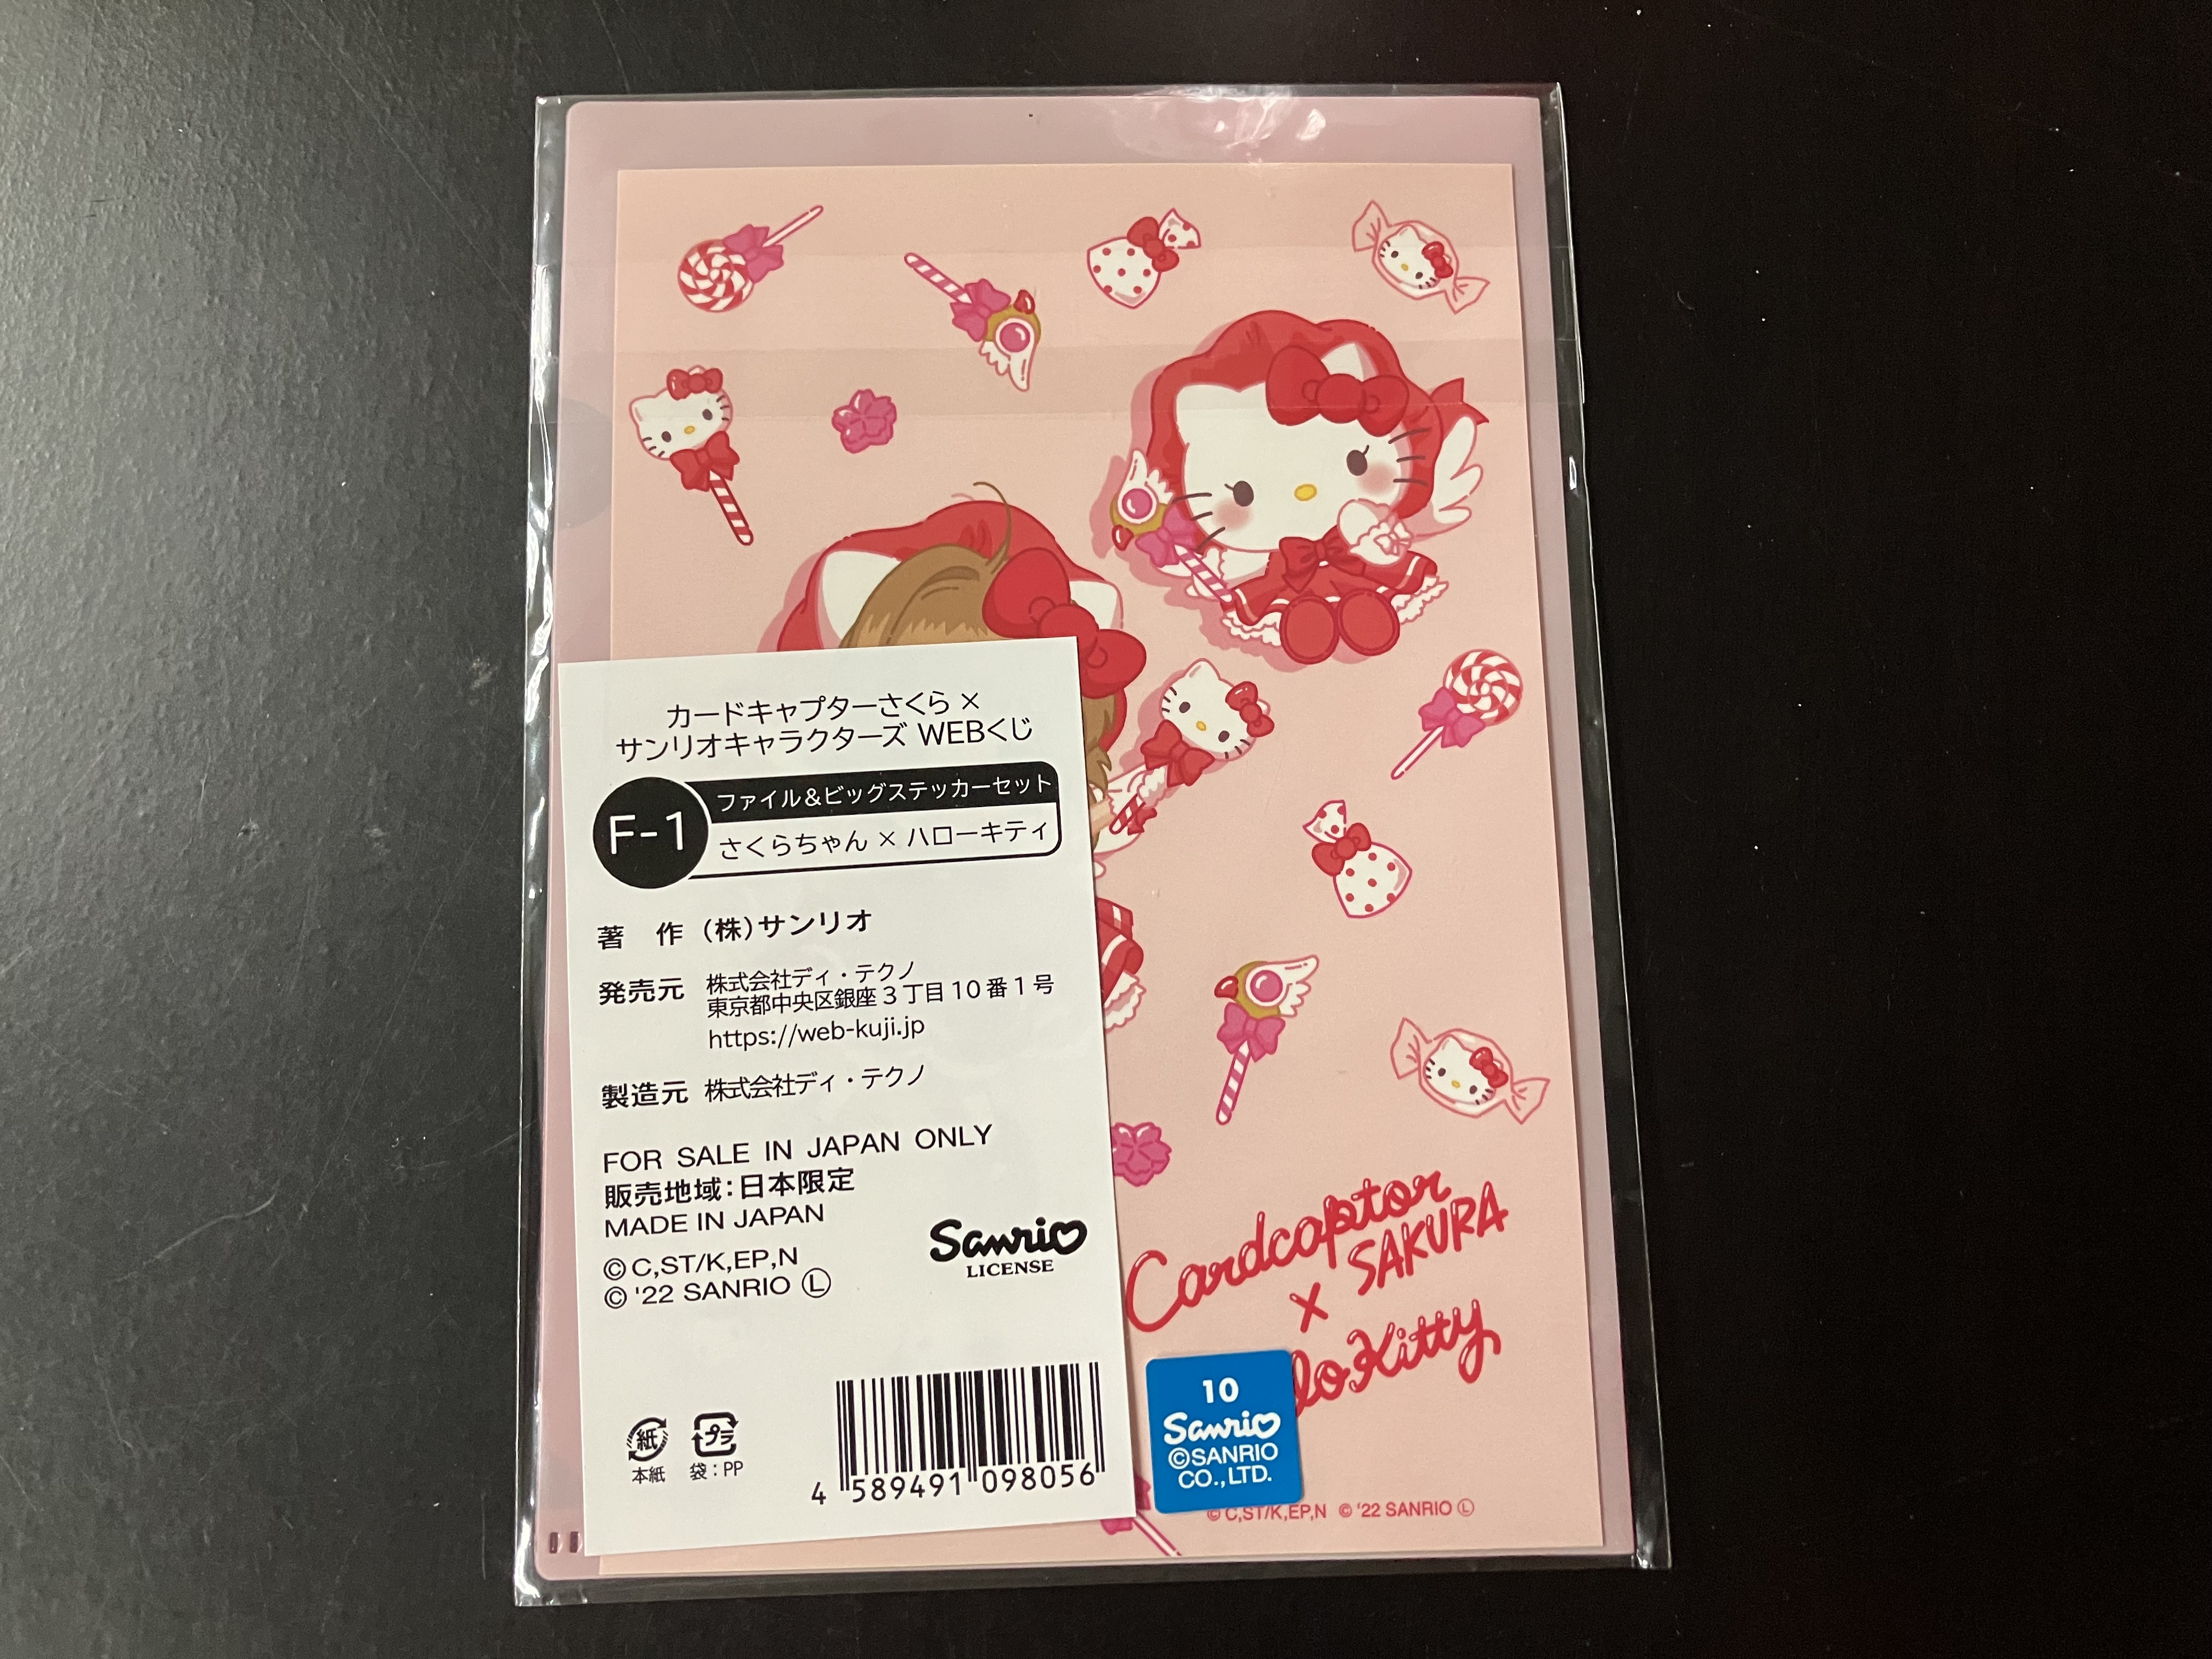 カードキャプターさくら ×
サンリオキャラクターズ WEBくじ
F-1
ファイル&ビッグステッカーセット
さくらちゃん × ハローキティ
著　作 (株)サンリオ
発売元 株式会社ディ・テクノ
東京都中央区銀座3丁目10番1号
https://web-kuji.jp
製造元 株式会社ディ・テクノ
FOR SALE IN JAPAN ONLY
販売地域:日本限定
MADE IN JAPAN
©C,ST/K,EP,N
© '22 SANRIO Ⓛ
Sanrio
LICENSE
紙
本紙
プラ
袋:PP
4 589491 098056
Cardcaptor
SAKURA
×
Kitty
10
Sanrio
©SANRIO
CO.,LTD.
© C,ST/K,EP,N © '22 SANRIO Ⓛ